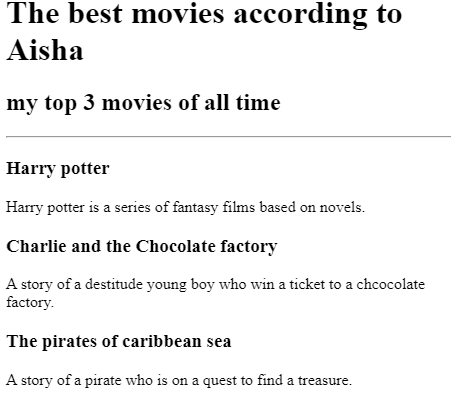 The best movies according to
Aisha
my top 3 movies of all time
Harry potter
Harry potter is a series of fantasy films based on novels.
Charlie and the Chocolate factory
A story of a destitude young boy who win a ticket to a chcocolate
factory.
The pirates of caribbean sea
A story of a pirate who is on a quest to find a treasure.